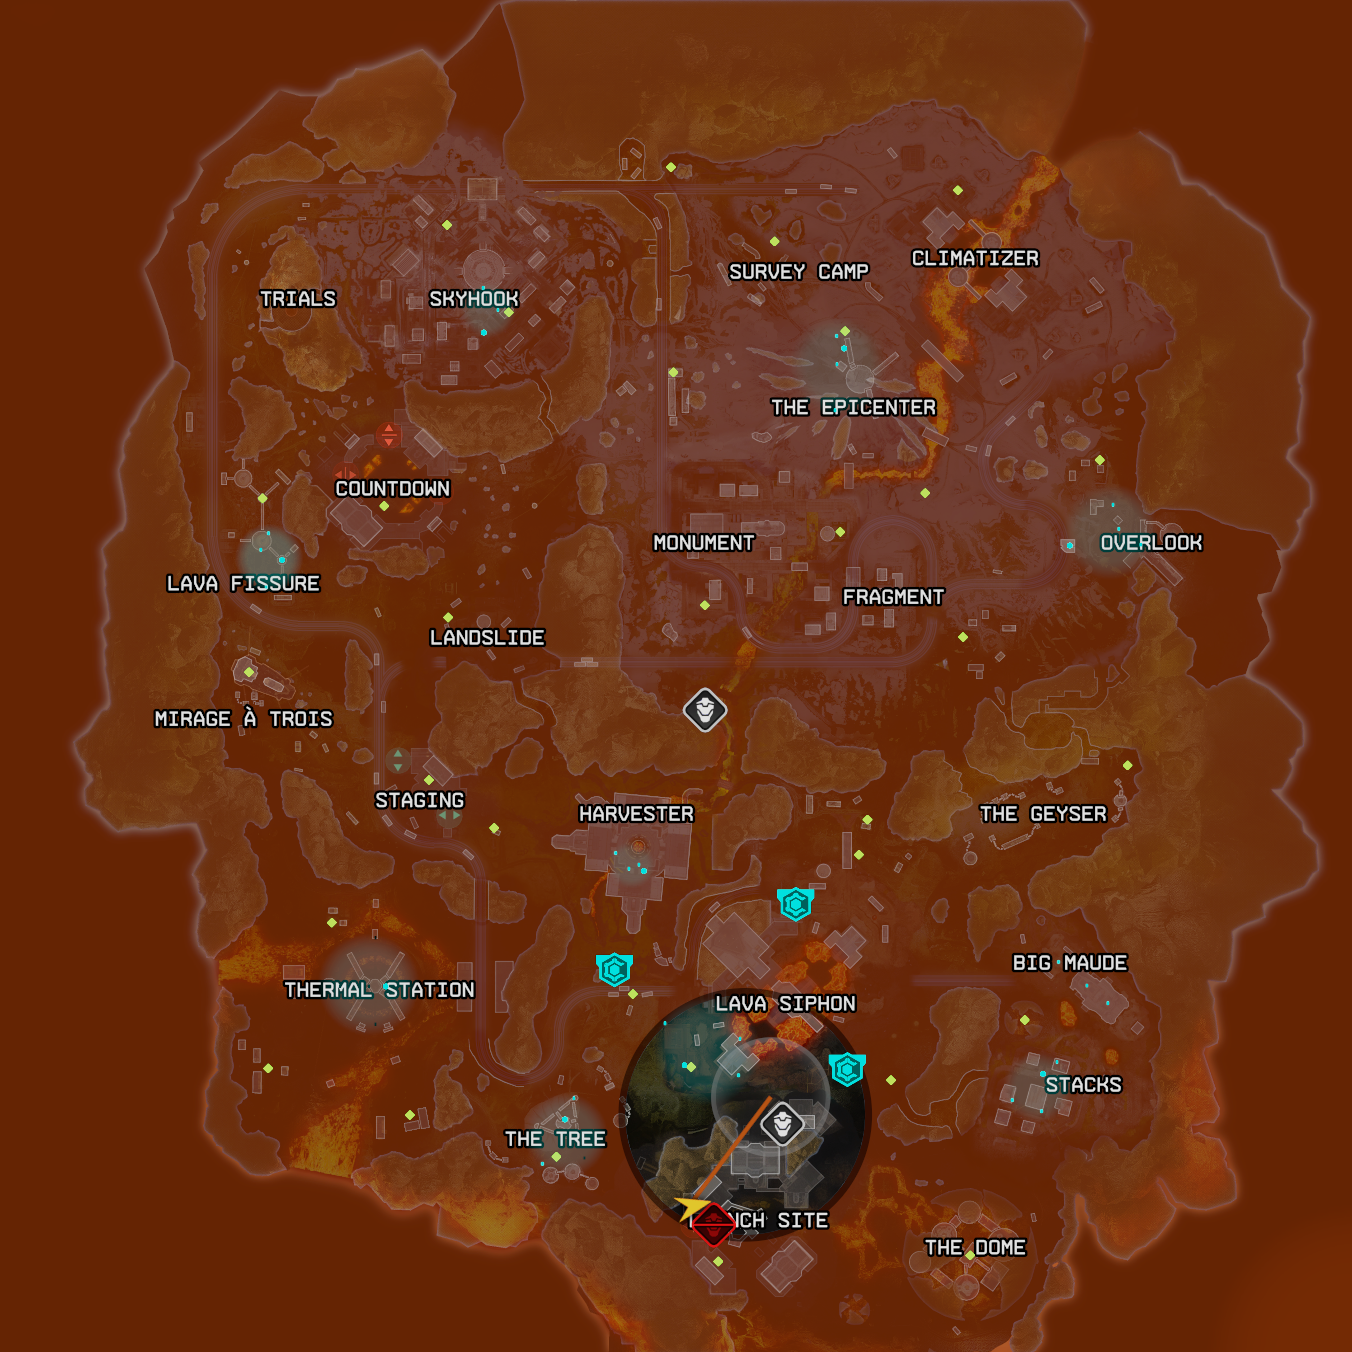 CLIMATIZER
SURVEY CAMP
TRIALS
SKYHOOK
THE EPICENTER
COUNTDOWN
MONUMENT
OVERLOOK
LAVA FISSURE
FRAGMENT
LANDSLIDE
MIRAGE À TROIS
STAGING
HARVESTER
THE GEYSER
BIG MAUDE
THERMAL STATION
LAVA SIPHON
STACKS
THE TREE
SITE
THE DOME